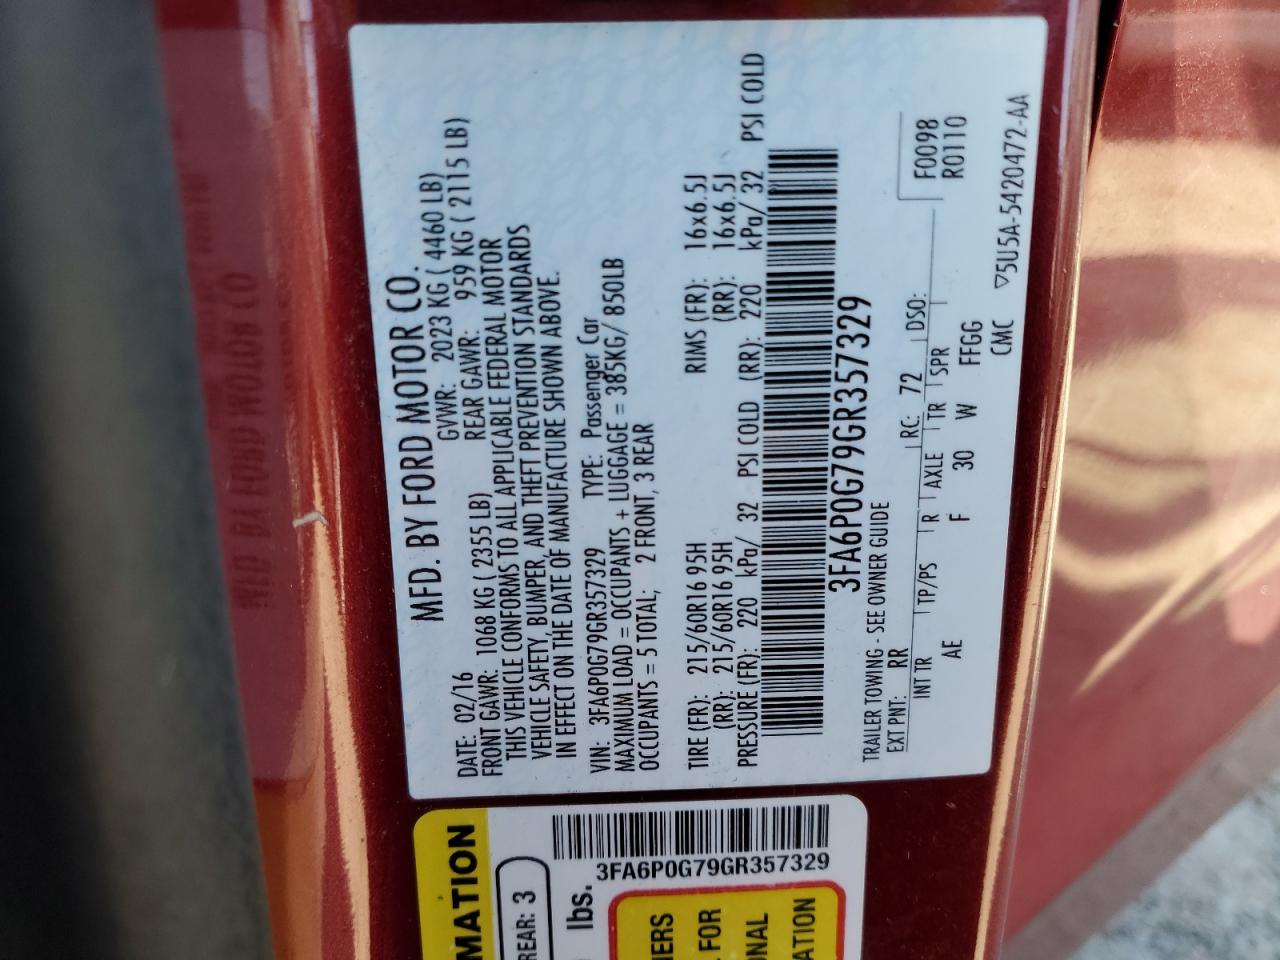 MFD. BY FORD MOTOR CO.
DATE: 02/16 GVWR: 2023 KG ( 4460 LB)
FRONT GAWR: 1068 KG ( 2355 LB) REAR GAWR: 959 KG ( 2115 LB)
THIS VEHICLE CONFORMS TO ALL APPLICABLE FEDERAL MOTOR
VEHICLE SAFETY, BUMPER, AND THEFT PREVENTION STANDARDS
IN EFFECT ON THE DATE OF MANUFACTURE SHOWN ABOVE.
VIN: 3FA6P0G79GR357329 TYPE: Passenger Car
MAXIMUM LOAD = OCCUPANTS + LUGGAGE = 385KG/ 850LB
OCCUPANTS = 5 TOTAL, 2 FRONT, 3 REAR
TIRE (FR): 215/60R16 95H RIMS (FR): 16x6.5J
(RR): 215/60R16 95H (RR): 16x6.5J
PRESSURE (FR): 220 kPa/ 32 PSI COLD (RR): 220 kPa/ 32 PSI COLD
3FA6P0G79GR357329
TRAILER TOWING - SEE OWNER GUIDE
EXT PNT: RR RC: 72 DSO:
INT TR TP/PS R AXLE TR SPR
AE F 30 W FFGG
F0098
R0110
CMC ▽5U5A-5420472-AA
MATION
REAR: 3
lbs.
3FA6P0G79GR357329
NERS
FOR
ONAL
ATION